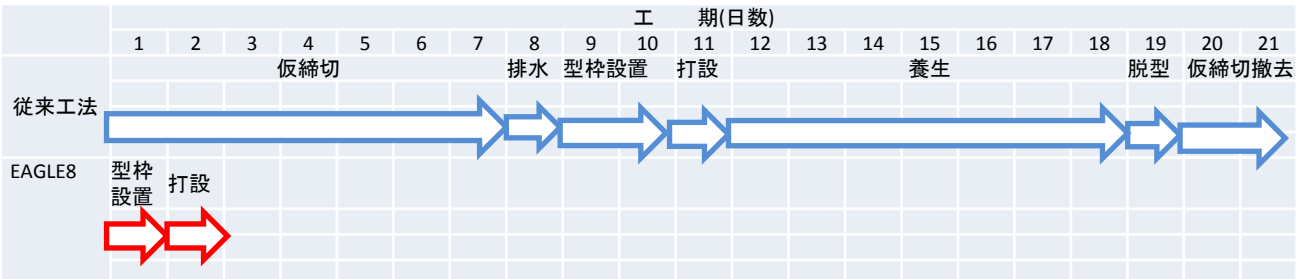 工 期(日数)
1 2 3 4 5 6 7 8 9 10 11 12 13 14 15 16 17 18 19 20 21
仮締切 排水 型枠設置 打設 養生 脱型 仮締切撤去
従来工法
EAGLE8
型枠
設置
打設